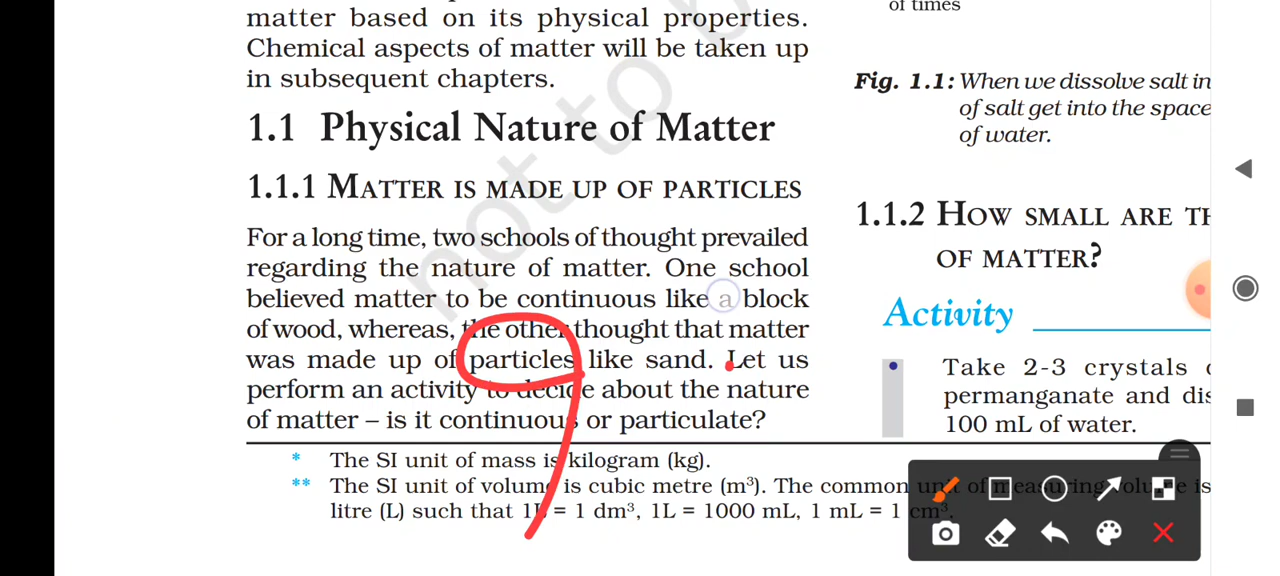 matter based on its physical properties.
Chemical aspects of matter will be taken up
in subsequent chapters.
1.1 Physical Nature of Matter
1.1.1 MATTER IS MADE UP OF PARTICLES
For a long time, two schools of thought prevailed
regarding the nature of matter. One school
believed matter to be continuous like a block
of wood, whereas, the other thought that matter
was made up of particles like sand. Let us
perform an activity to decide about the nature
of matter – is it continuous or particulate?
of times
Fig. 1.1: When we dissolve salt in
of salt get into the space
of water.
1.1.2 HOW SMALL ARE
OF MATTER?
Activity
Take 2-3 crystals
permanganate and
100 mL of water.
* The SI unit of mass is kilogram (kg).
** The SI unit of volume is cubic metre (m³). The common unit of measuring volume is
litre (L) such that 1L = 1 dm³, 1L = 1000 mL, 1 mL = 1 cm³.
not to b